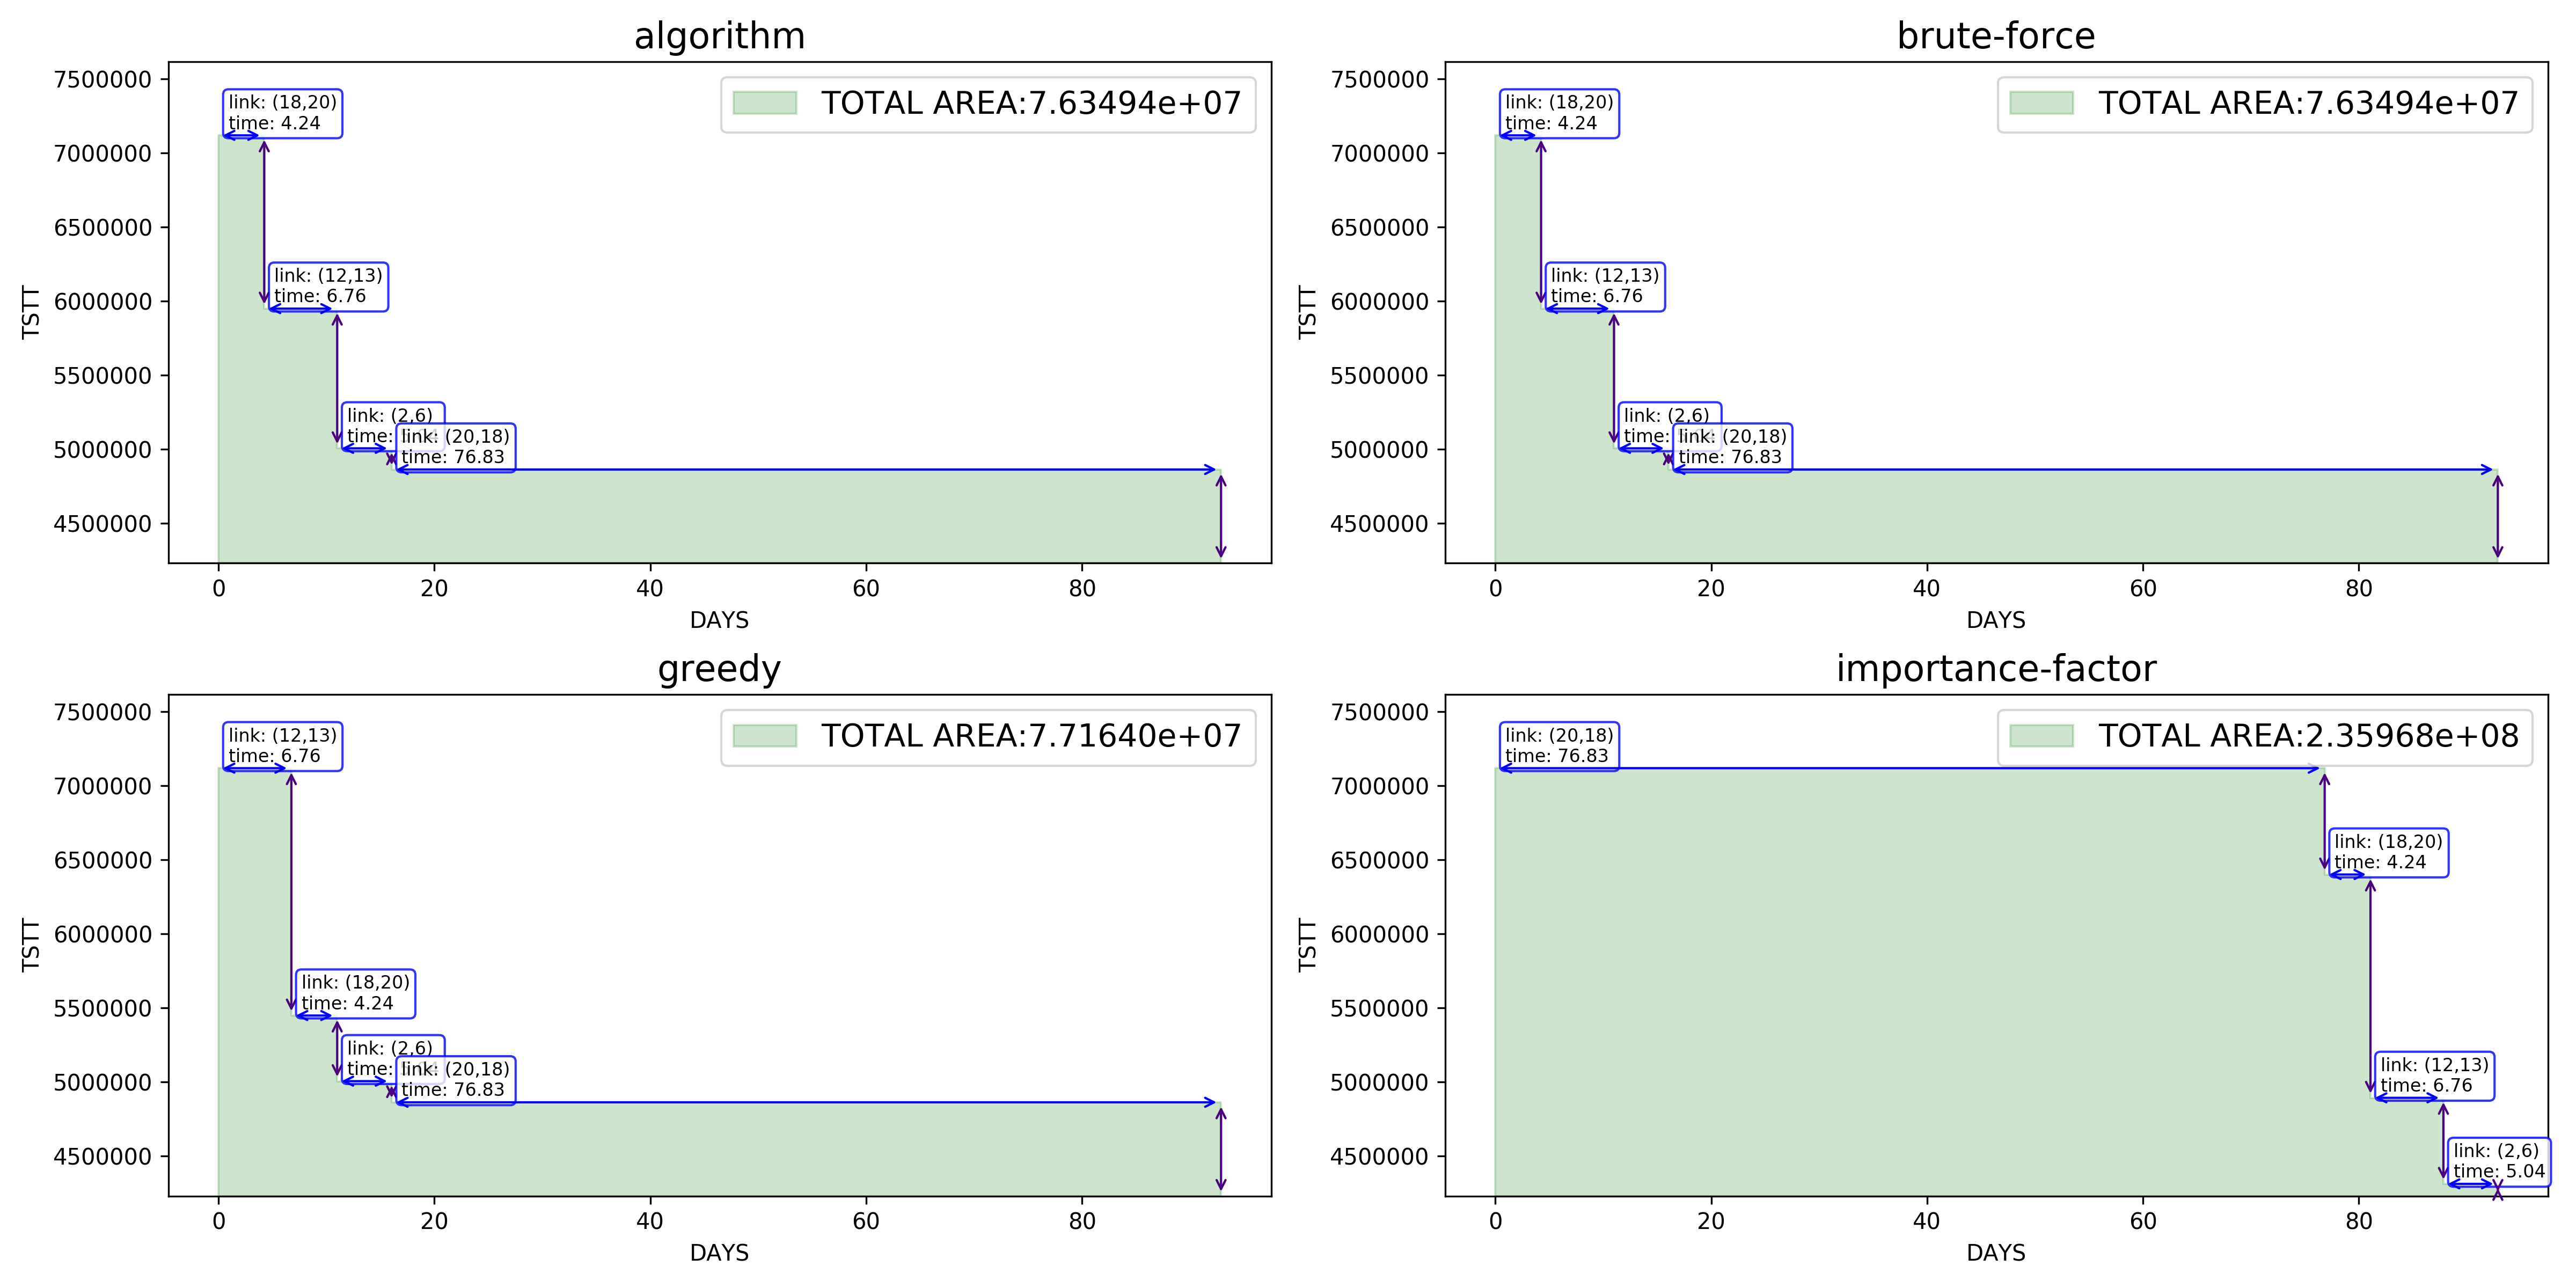 algorithm
7500000
7000000
6500000
6000000
5500000
5000000
4500000
TSTT
link: (18,20)
time: 4.24
link: (12,13)
time: 6.76
link: (2,6)
time:
link: (20,18)
time: 76.83
TOTAL AREA:7.63494e+07
0 20 40 60 80
DAYS
brute-force
7500000
7000000
6500000
6000000
5500000
5000000
4500000
TSTT
link: (18,20)
time: 4.24
link: (12,13)
time: 6.76
link: (2,6)
time:
link: (20,18)
time: 76.83
TOTAL AREA:7.63494e+07
0 20 40 60 80
DAYS
greedy
7500000
7000000
6500000
6000000
5500000
5000000
4500000
TSTT
link: (12,13)
time: 6.76
link: (18,20)
time: 4.24
link: (2,6)
time:
link: (20,18)
time: 76.83
TOTAL AREA:7.71640e+07
0 20 40 60 80
DAYS
importance-factor
7500000
7000000
6500000
6000000
5500000
5000000
4500000
TSTT
link: (20,18)
time: 76.83
link: (18,20)
time: 4.24
link: (12,13)
time: 6.76
link: (2,6)
time: 5.04
TOTAL AREA:2.35968e+08
0 20 40 60 80
DAYS